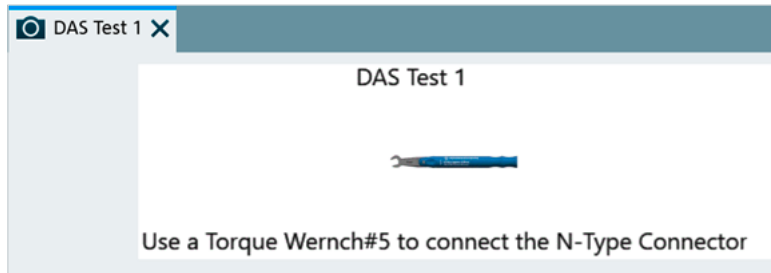 DAS Test 1
DAS Test 1
Use a Torque Wernch#5 to connect the N-Type Connector